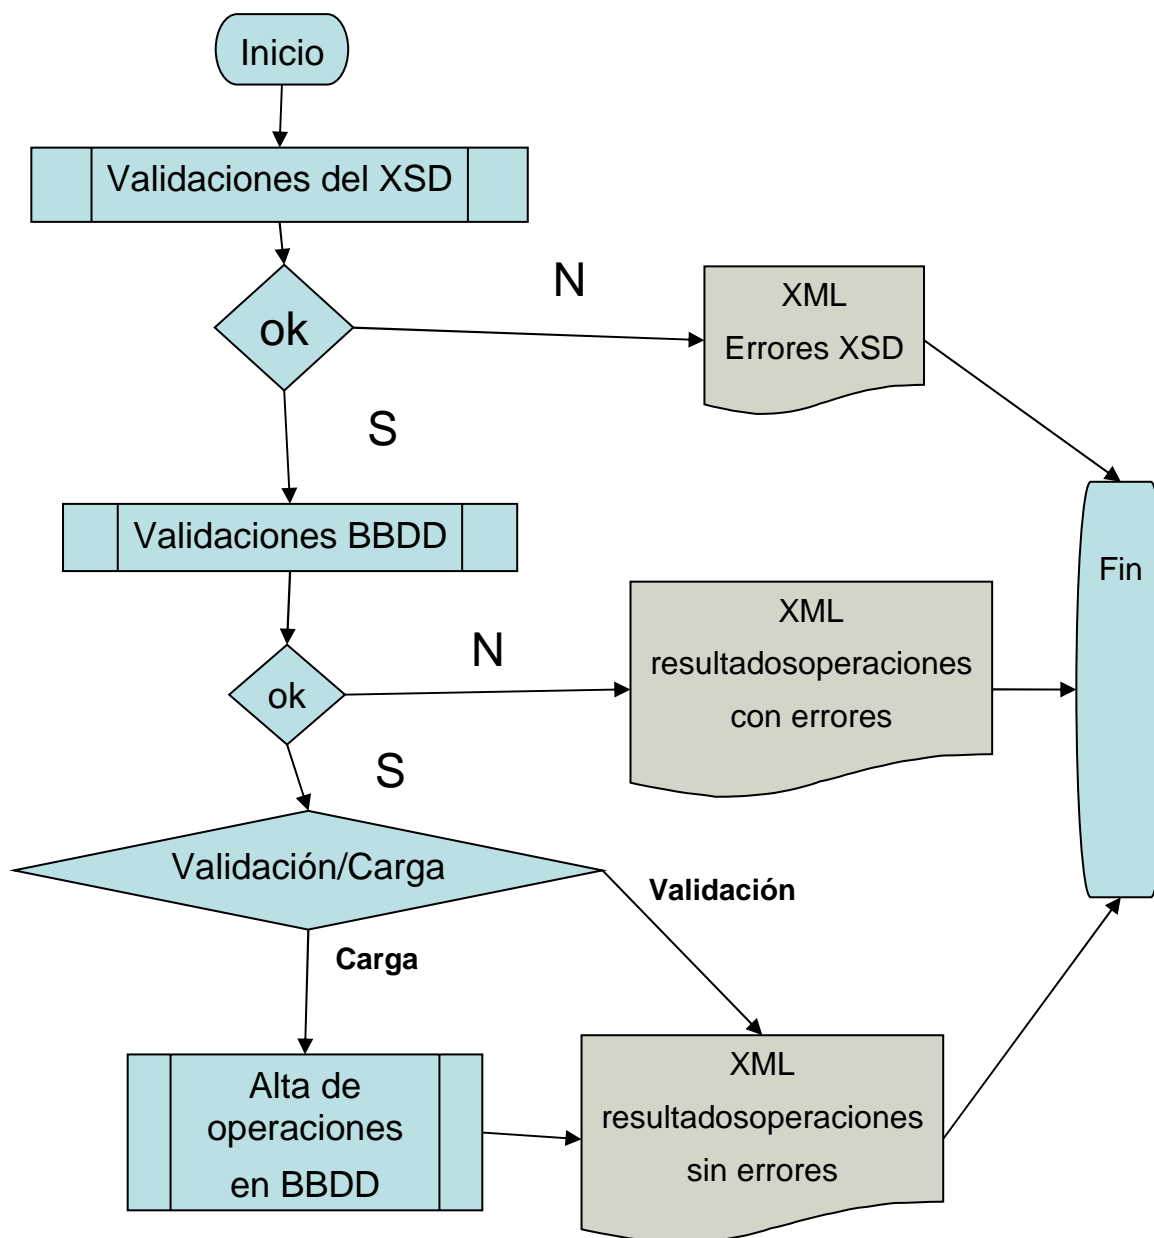 Inicio
Validaciones del XSD
ok
N
XML
Errores XSD
S
Validaciones BBDD
Fin
ok
N
XML
resultadosoperaciones
con errores
S
Validación/Carga
Validación
Carga
Alta de
operaciones
en BBDD
XML
resultadosoperaciones
sin errores